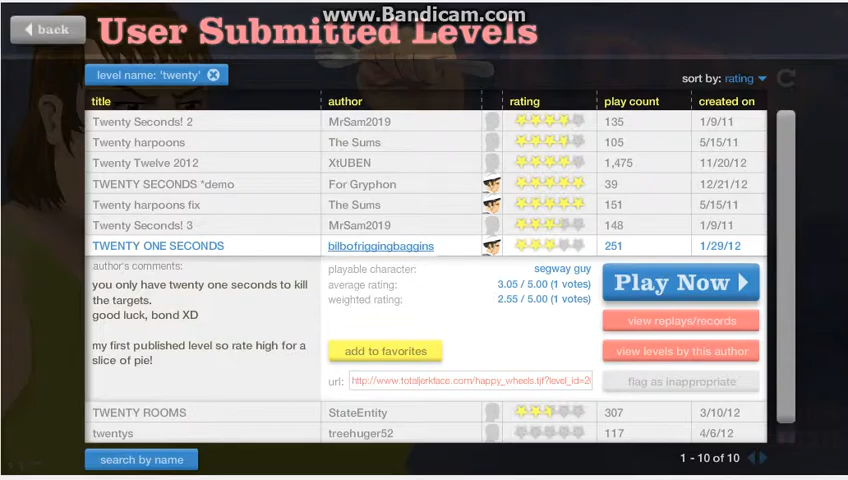 www.Bandicam.com
back
User Submitted Levels
level name: 'twenty'
sort by: rating
title author rating play count created on
Twenty Seconds! 2 MrSam2019 135 1/9/11
Twenty harpoons The Sums 105 5/15/11
Twenty Twelve 2012 XtUBEN 1,475 11/20/12
TWENTY SECONDS *demo For Gryphon 39 12/21/12
Twenty harpoons fix The Sums 151 5/15/11
Twenty Seconds! 3 MrSam2019 148 1/9/11
TWENTY ONE SECONDS bilbofriggingbaggins 251 1/29/12
author's comments:
you only have twenty one seconds to kill
the targets.
good luck, bond XD
my first published level so rate high for a
slice of pie!
playable character: segway guy
average rating: 3.05 / 5.00 (1 votes)
weighted rating: 2.55 / 5.00 (1 votes)
add to favorites
url: http://www.totaljerkface.com/happy_wheels.tjf?level_id=2
Play Now
view replays/records
view levels by this author
flag as inappropriate
TWENTY ROOMS StateEntity 307 3/10/12
twentys treehuger52 117 4/6/12
search by name
1 - 10 of 10